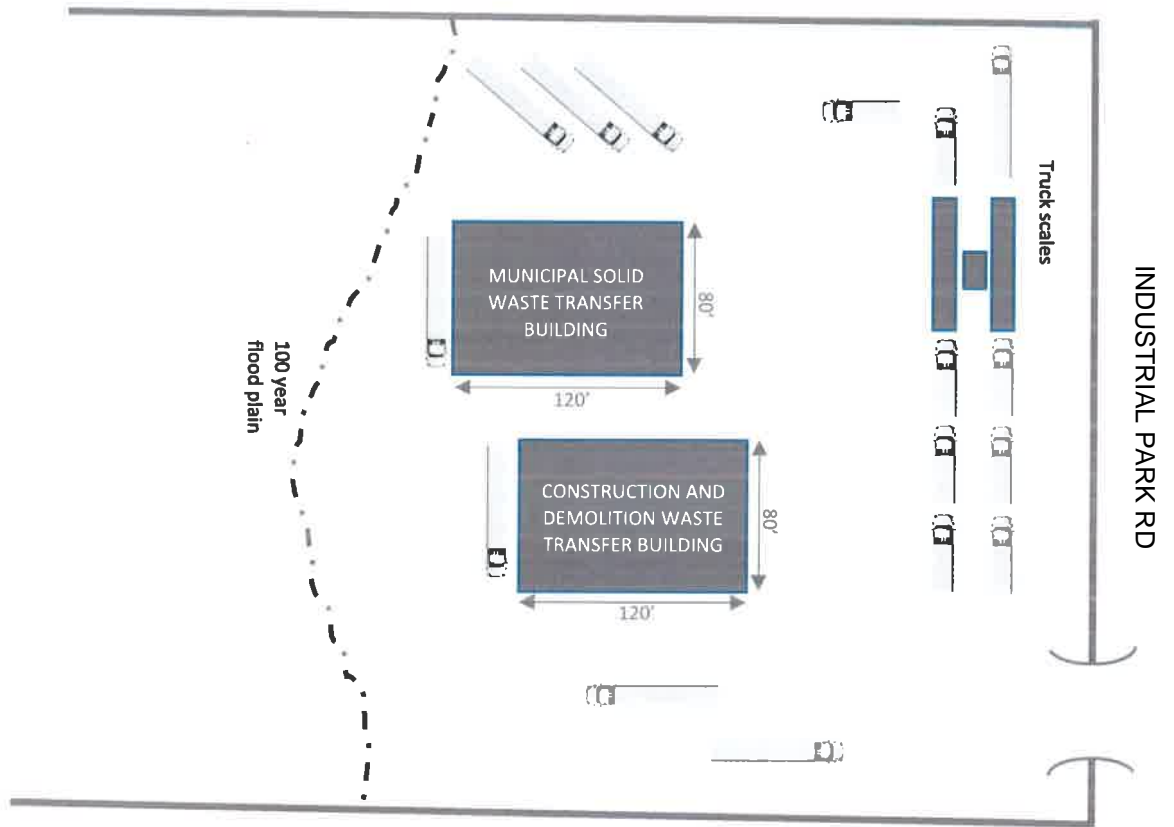 INDUSTRIAL PARK RD
Truck scales
MUNICIPAL SOLID
WASTE TRANSFER
BUILDING
80'
120'
100 year
flood plain
CONSTRUCTION AND
DEMOLITION WASTE
TRANSFER BUILDING
80'
120'